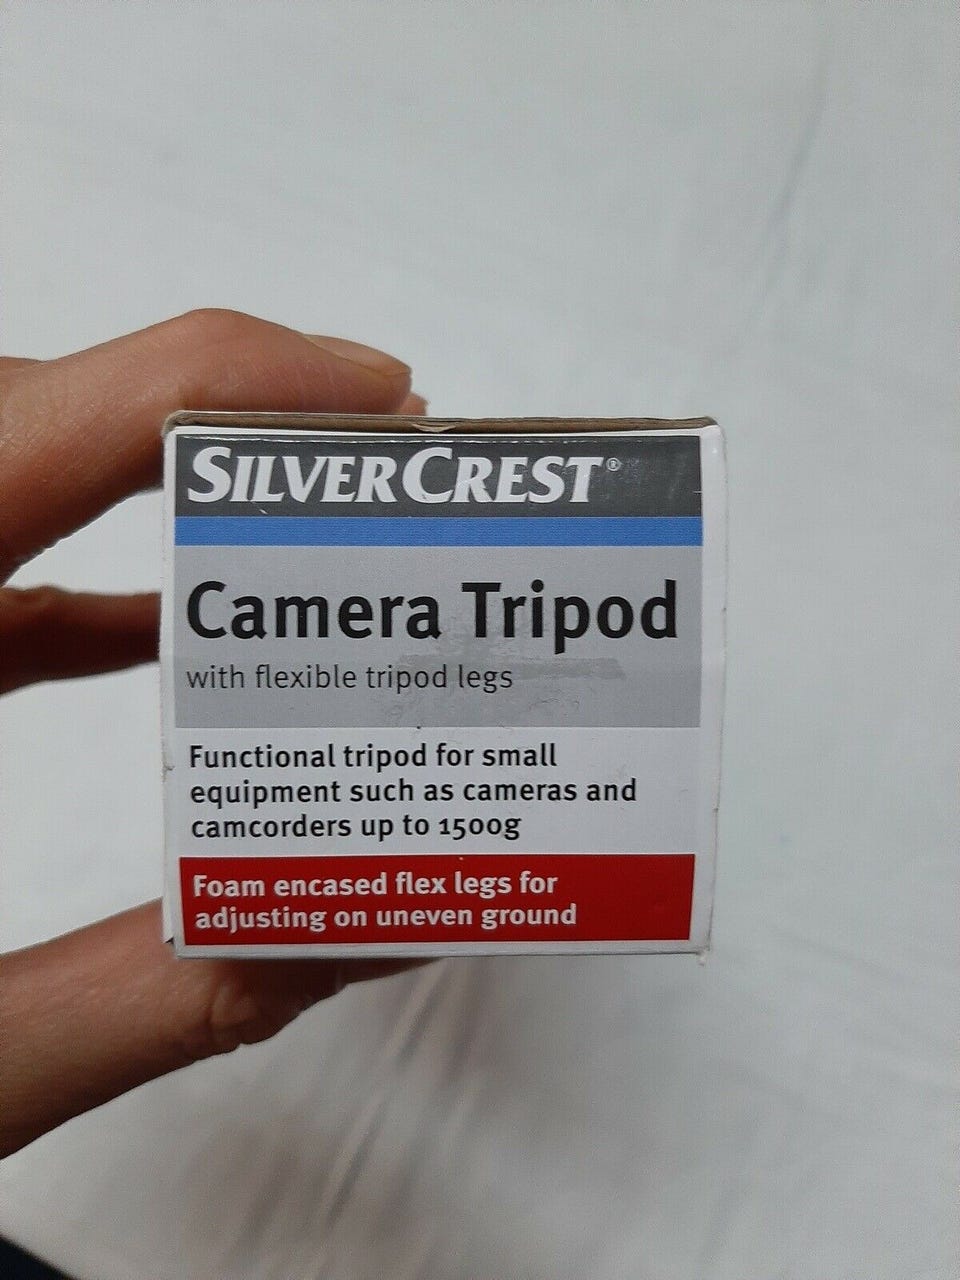 SILVERCREST®
Camera Tripod
with flexible tripod legs
Functional tripod for small
equipment such as cameras and
camcorders up to 1500g
Foam encased flex legs for
adjusting on uneven ground